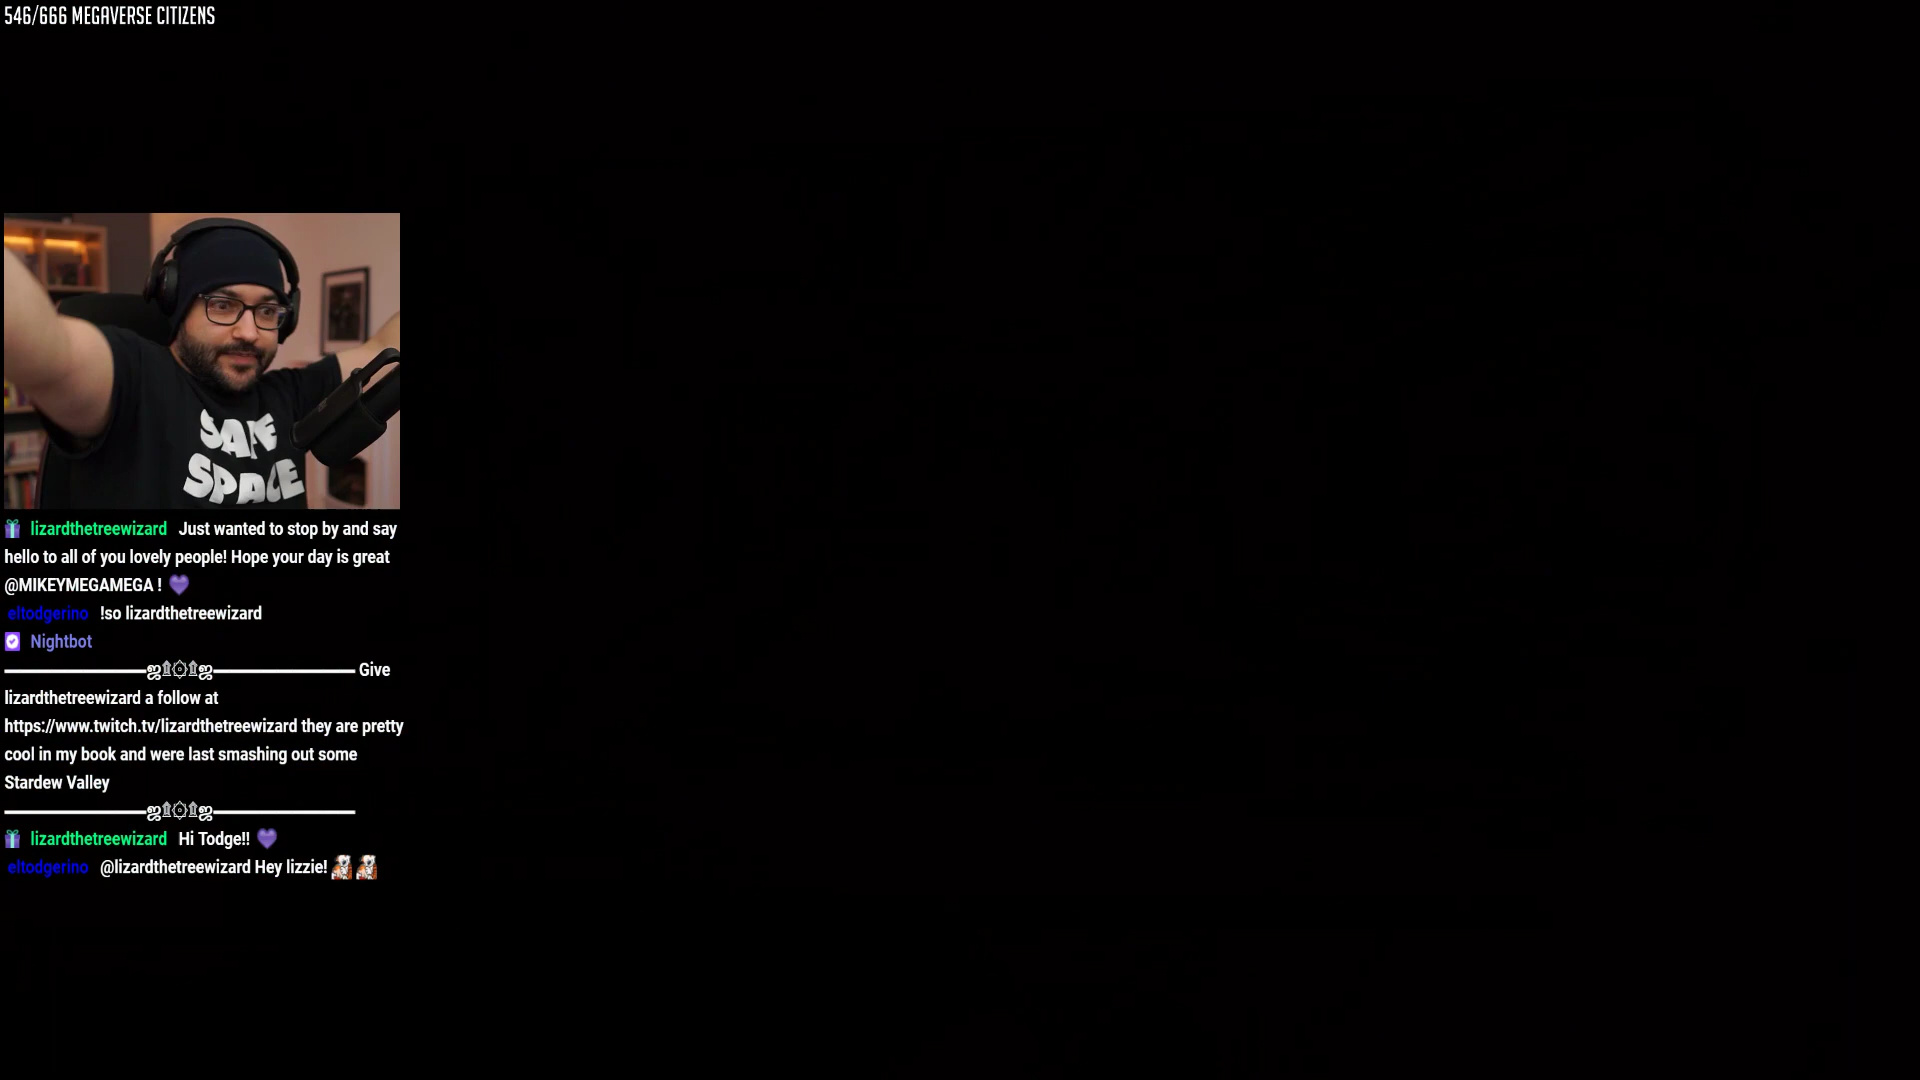 546/666 MEGAVERSE CITIZENS
SAFE
SPACE
lizardthetreewizard Just wanted to stop by and say
hello to all of you lovely people! Hope your day is great
@MIKEYMEGAMEGA ! 💜
eltodgerino !so lizardthetreewizard
Nightbot
▬▬▬▬▬▬▬▬▬▬ஜ۩۞۩ஜ▬▬▬▬▬▬▬▬▬▬ Give
lizardthetreewizard a follow at
https://www.twitch.tv/lizardthetreewizard they are pretty
cool in my book and were last smashing out some
Stardew Valley
▬▬▬▬▬▬▬▬▬▬ஜ۩۞۩ஜ▬▬▬▬▬▬▬▬▬▬
lizardthetreewizard Hi Todge!! 💜
eltodgerino @lizardthetreewizard Hey lizzie!